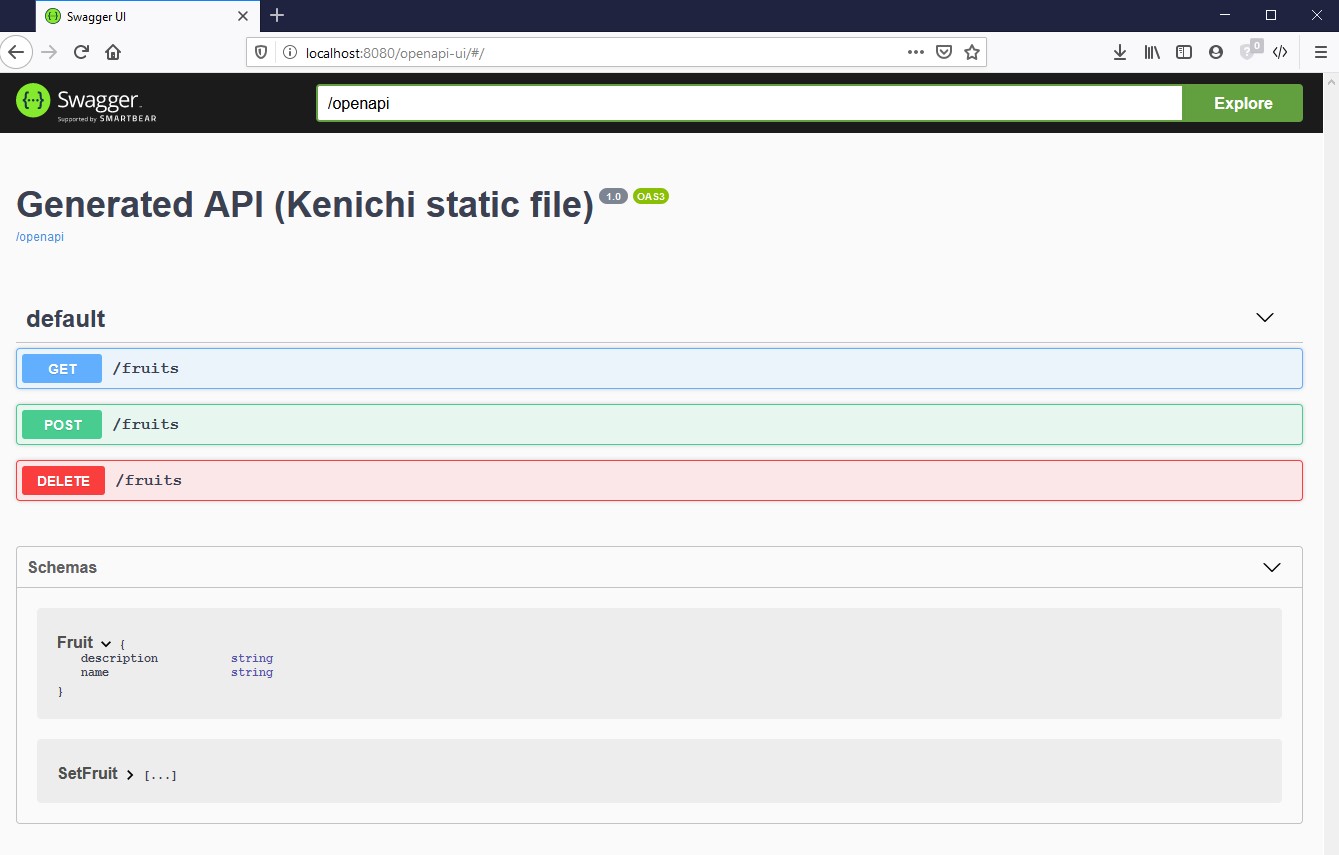 Swagger UI
localhost:8080/openapi-ui/#/
0
Swagger.
Supported by SMARTBEAR
/openapi
Explore
Generated API (Kenichi static file) 1.0 OAS3
/openapi
default
GET /fruits
POST /fruits
DELETE /fruits
Schemas
Fruit {
description string
name string
}
SetFruit [...]